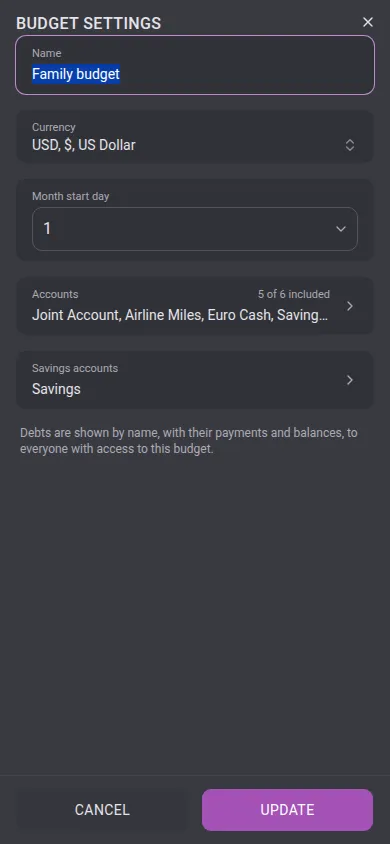 BUDGET SETTINGS
Name
Family budget
Currency
USD, $, US Dollar
Month start day
1
Accounts
5 of 6 included
Joint Account, Airline Miles, Euro Cash, Saving...
Savings accounts
Savings
Debts are shown by name, with their payments and balances, to
everyone with access to this budget.
CANCEL
UPDATE